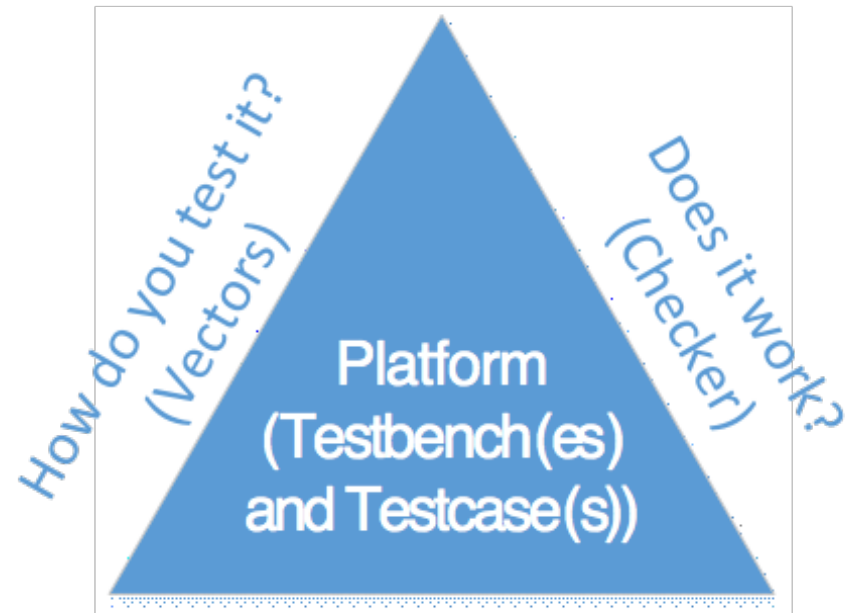 How do you test it?
(Vectors)
Does it work?
(Checker)
Platform
(Testbench(es)
and Testcase(s))